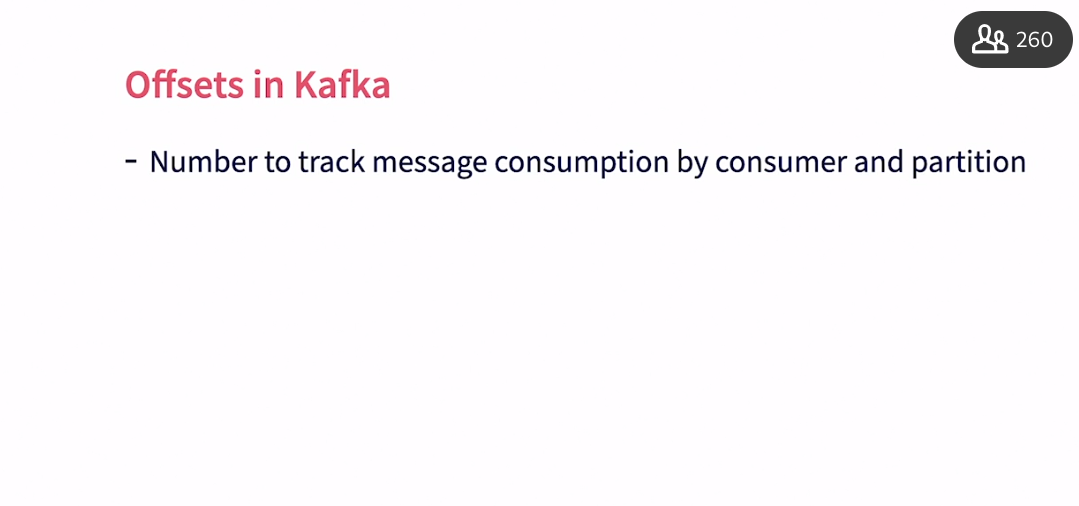 260
Offsets in Kafka
- Number to track message consumption by consumer and partition